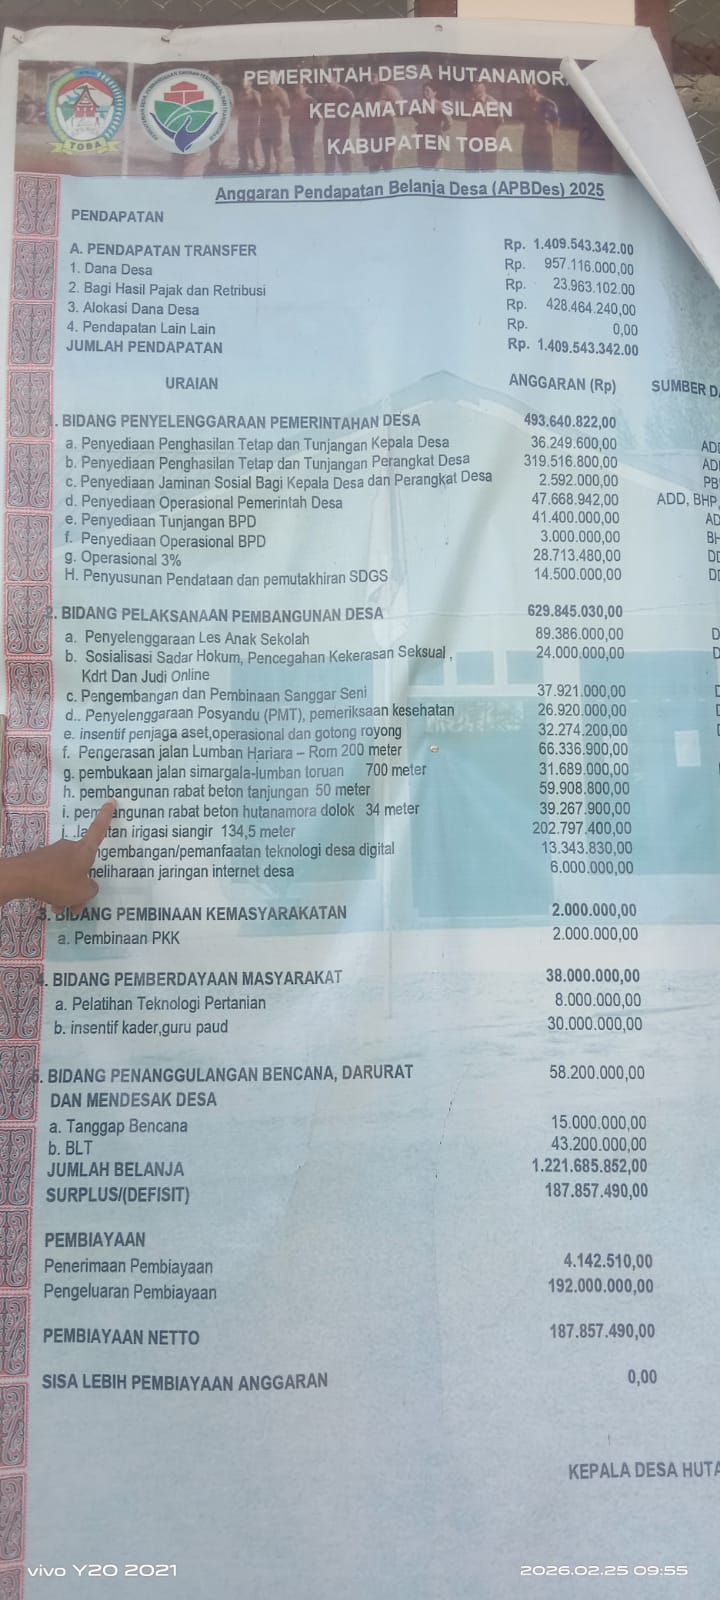 PEMERINTAH DESA HUTANAMORA
KECAMATAN SILAEN
KABUPATEN TOBA
TOBA
Anggaran Pendapatan Belanja Desa (APBDes) 2025
PENDAPATAN
A. PENDAPATAN TRANSFER Rp. 1.409.543.342.00
1. Dana Desa Rp. 957.116.000,00
2. Bagi Hasil Pajak dan Retribusi Rp. 23.963.102.00
3. Alokasi Dana Desa Rp. 428.464.240,00
4. Pendapatan Lain Lain Rp. 0,00
JUMLAH PENDAPATAN Rp. 1.409.543.342.00
URAIAN ANGGARAN (Rp) SUMBER D
1. BIDANG PENYELENGGARAAN PEMERINTAHAN DESA 493.640.822,00
a. Penyediaan Penghasilan Tetap dan Tunjangan Kepala Desa 36.249.600,00 AD
b. Penyediaan Penghasilan Tetap dan Tunjangan Perangkat Desa 319.516.800,00 AD
c. Penyediaan Jaminan Sosial Bagi Kepala Desa dan Perangkat Desa 2.592.000,00 PB
d. Penyediaan Operasional Pemerintah Desa 47.668.942,00 ADD, BHP,
e. Penyediaan Tunjangan BPD 41.400.000,00 AD
f. Penyediaan Operasional BPD 3.000.000,00 BH
g. Operasional 3% 28.713.480,00 DD
H. Penyusunan Pendataan dan pemutakhiran SDGS 14.500.000,00 DD
2. BIDANG PELAKSANAAN PEMBANGUNAN DESA 629.845.030,00
a. Penyelenggaraan Les Anak Sekolah 89.386.000,00 D
b. Sosialisasi Sadar Hokum, Pencegahan Kekerasan Seksual , 24.000.000,00 D
Kdrt Dan Judi Online
c. Pengembangan dan Pembinaan Sanggar Seni 37.921.000,00
d.. Penyelenggaraan Posyandu (PMT), pemeriksaan kesehatan 26.920.000,00
e. insentif penjaga aset,operasional dan gotong royong 32.274.200,00
f. Pengerasan jalan Lumban Hariara – Rom 200 meter 66.336.900,00
g. pembukaan jalan simargala-lumban toruan 700 meter 31.689.000,00
h. pembangunan rabat beton tanjungan 50 meter 59.908.800,00
i. pembangunan rabat beton hutanamora dolok 34 meter 39.267.900,00
irigasi siangir 134,5 meter 202.797.400,00
ngembangan/pemanfaatan teknologi desa digital 13.343.830,00
meliharaan jaringan internet desa 6.000.000,00
3. BIDANG PEMBINAAN KEMASYARAKATAN 2.000.000,00
a. Pembinaan PKK 2.000.000,00
4. BIDANG PEMBERDAYAAN MASYARAKAT 38.000.000,00
a. Pelatihan Teknologi Pertanian 8.000.000,00
b. insentif kader,guru paud 30.000.000,00
5. BIDANG PENANGGULANGAN BENCANA, DARURAT 58.200.000,00
DAN MENDESAK DESA
a. Tanggap Bencana 15.000.000,00
b. BLT 43.200.000,00
JUMLAH BELANJA 1.221.685.852,00
SURPLUS/(DEFISIT) 187.857.490,00
PEMBIAYAAN
Penerimaan Pembiayaan 4.142.510,00
Pengeluaran Pembiayaan 192.000.000,00
PEMBIAYAAN NETTO 187.857.490,00
SISA LEBIH PEMBIAYAAN ANGGARAN 0,00
KEPALA DESA HUTA
vivo Y20 2021 2026.02.25 09:55